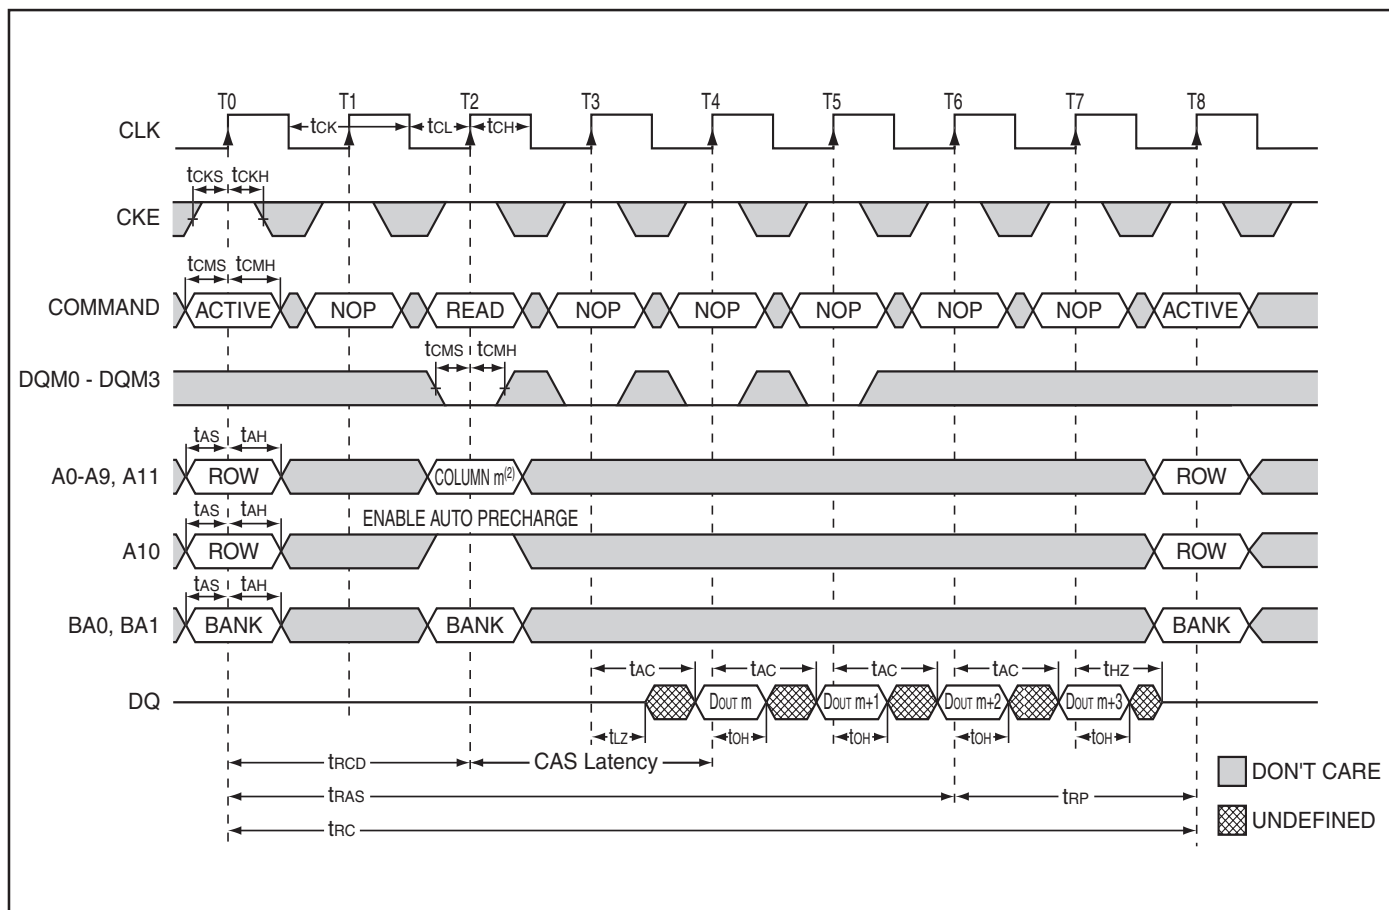 T0 T1 T2 T3 T4 T5 T6 T7 T8
CLK tCK tCL tCH
tCKS tCKH
CKE
tCMS tCMH
COMMAND ACTIVE NOP READ NOP NOP NOP NOP NOP ACTIVE
tCMS tCMH
DQM0 - DQM3
tAS tAH
A0-A9, A11 ROW COLUMN m(2) ROW
tAS tAH ENABLE AUTO PRECHARGE
A10 ROW ROW
tAS tAH
BA0, BA1 BANK BANK BANK
tAC tAC tAC tAC tHZ
DQ DOUT m DOUT m+1 DOUT m+2 DOUT m+3
tLZ tOH tOH tOH tOH
tRCD CAS Latency
DON'T CARE
tRAS tRP
UNDEFINED
tRC